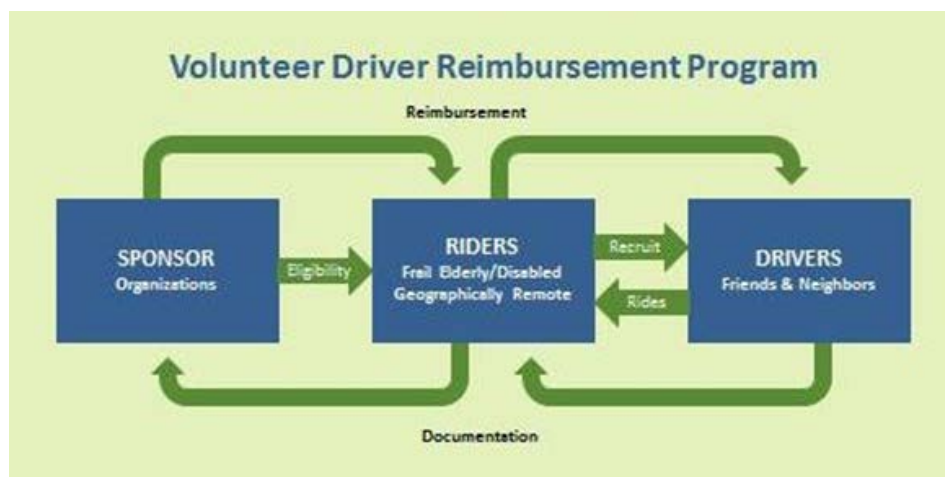 Volunteer Driver Reimbursement Program
Reimbursement
SPONSOR
Organizations
Eligibility
RIDERS
Frail Elderly/Disabled
Geographically Remote
Recruit
Rides
DRIVERS
Friends & Neighbors
Documentation